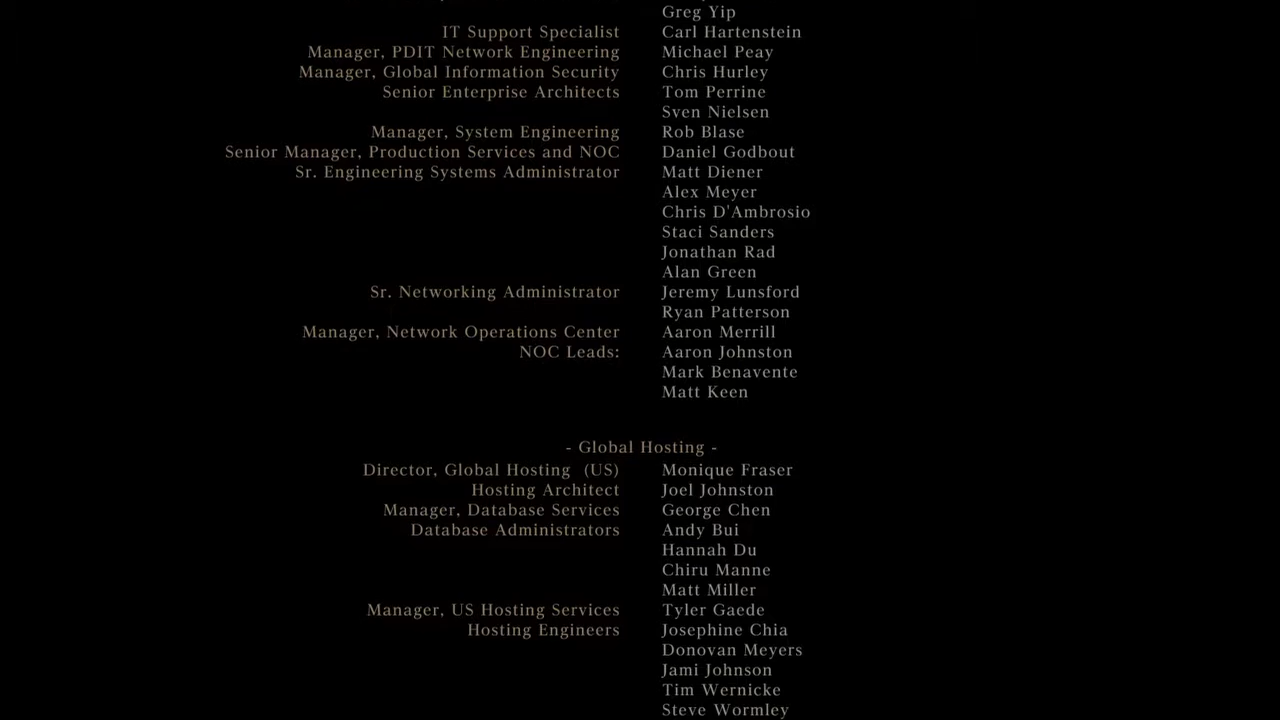 Greg Yip
IT Support Specialist Carl Hartenstein
Manager, PDIT Network Engineering Michael Peay
Manager, Global Information Security Chris Hurley
Senior Enterprise Architects Tom Perrine
Sven Nielsen
Manager, System Engineering Rob Blase
Senior Manager, Production Services and NOC Daniel Godbout
Sr. Engineering Systems Administrator Matt Diener
Alex Meyer
Chris D'Ambrosio
Staci Sanders
Jonathan Rad
Alan Green
Sr. Networking Administrator Jeremy Lunsford
Ryan Patterson
Manager, Network Operations Center Aaron Merrill
NOC Leads: Aaron Johnston
Mark Benavente
Matt Keen
- Global Hosting -
Director, Global Hosting (US) Monique Fraser
Hosting Architect Joel Johnston
Manager, Database Services George Chen
Database Administrators Andy Bui
Hannah Du
Chiru Manne
Matt Miller
Manager, US Hosting Services Tyler Gaede
Hosting Engineers Josephine Chia
Donovan Meyers
Jami Johnson
Tim Wernicke
Steve Wormley